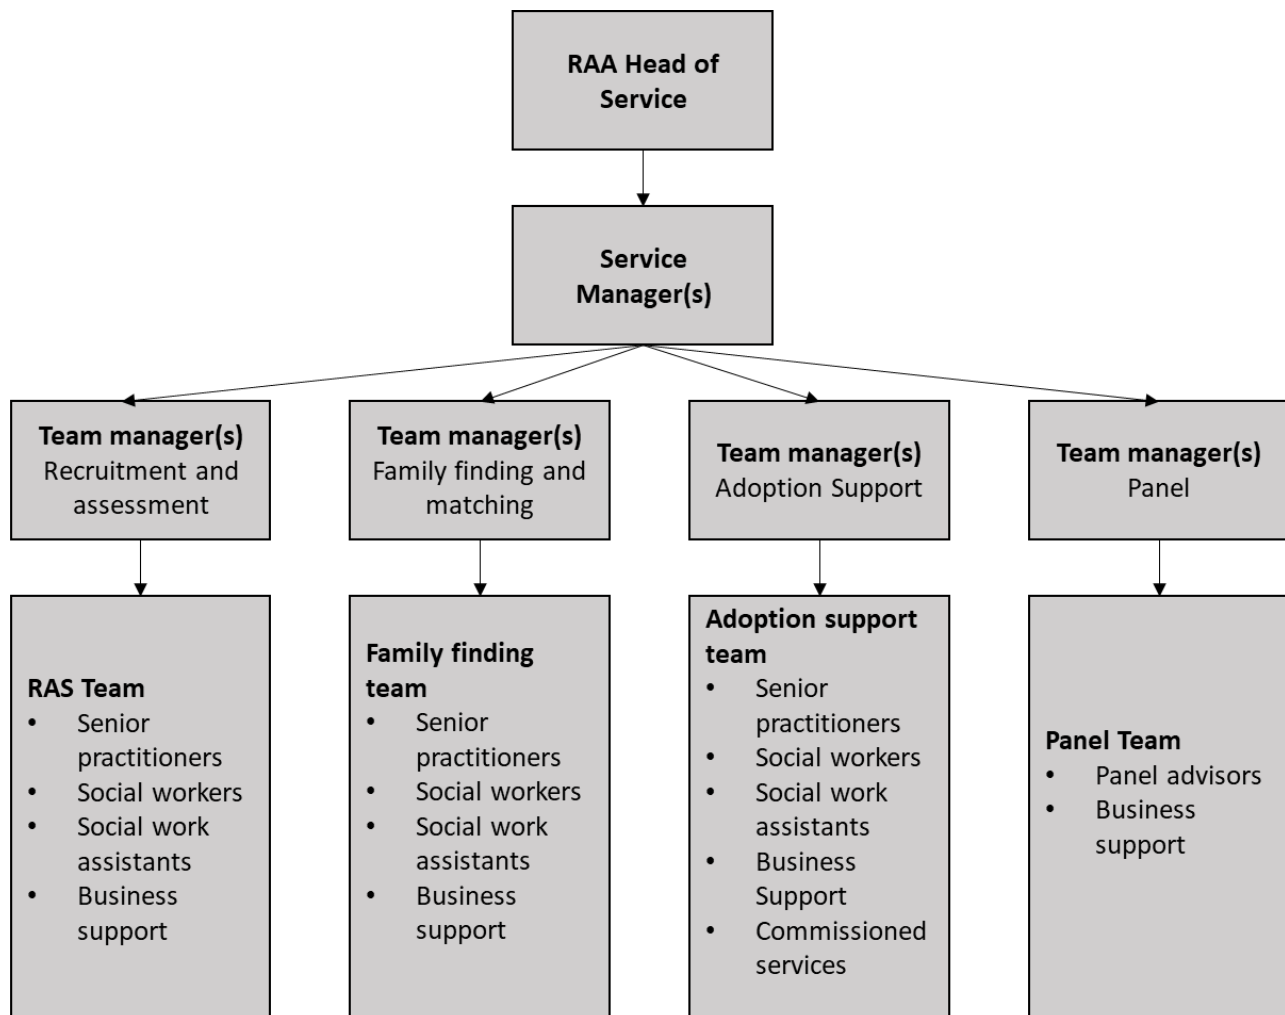 RAA Head of
Service
Service
Manager(s)
Team manager(s)
Recruitment and
assessment
Team manager(s)
Family finding and
matching
Team manager(s)
Adoption Support
Team manager(s)
Panel
RAS Team
• Senior
practitioners
• Social workers
• Social work
assistants
• Business
support
Family finding
team
• Senior
practitioners
• Social workers
• Social work
assistants
• Business
support
Adoption support
team
• Senior
practitioners
• Social workers
• Social work
assistants
• Business
Support
• Commissioned
services
Panel Team
• Panel advisors
• Business
support